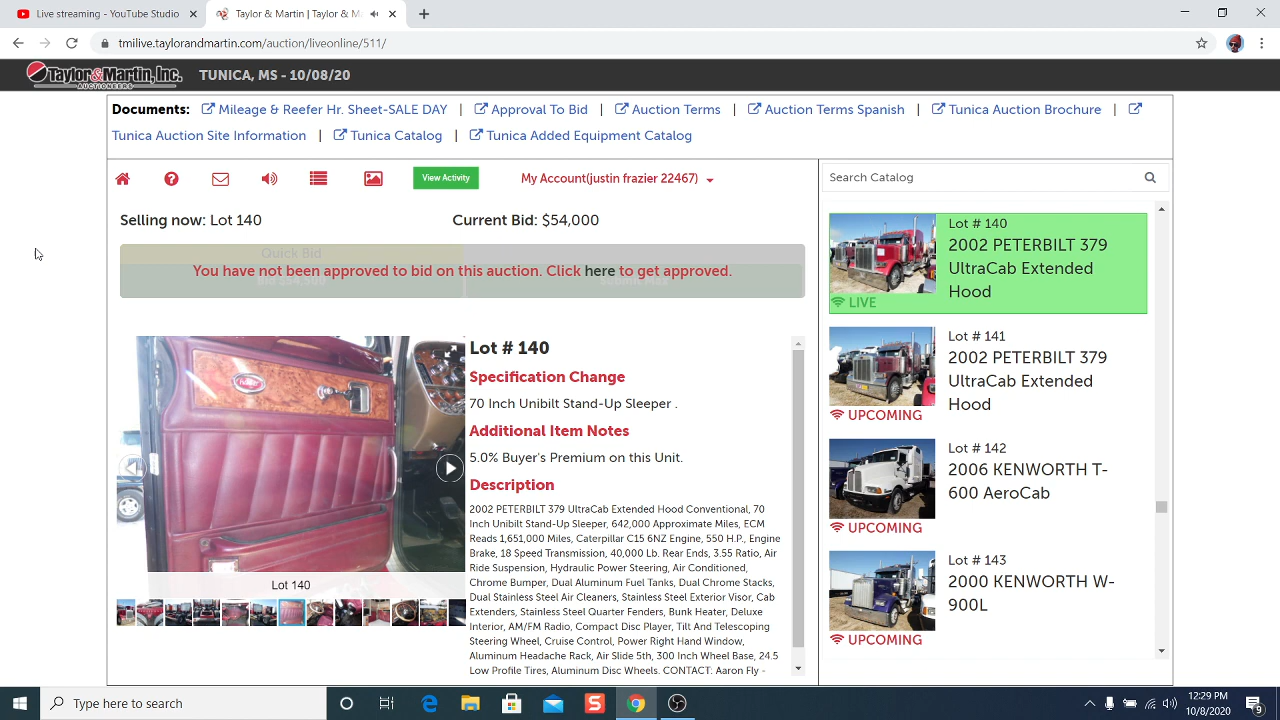 Live streaming - YouTube Studio
Taylor & Martin | Taylor & M
tmilive.taylorandmartin.com/auction/liveonline/511/
Taylor&Martin, Inc.
AUCTIONEERS
TUNICA, MS - 10/08/20
Documents: Mileage & Reefer Hr. Sheet-SALE DAY | Approval To Bid | Auction Terms | Auction Terms Spanish | Tunica Auction Brochure |
Tunica Auction Site Information | Tunica Catalog | Tunica Added Equipment Catalog
View Activity
My Account(justin frazier 22467)
Selling now: Lot 140
Current Bid: $54,000
Quick Bid
You have not been approved to bid on this auction. Click here to get approved.
Lot 140
Lot # 140
Specification Change
70 Inch Unibilt Stand-Up Sleeper .
Additional Item Notes
5.0% Buyer's Premium on this Unit.
Description
2002 PETERBILT 379 UltraCab Extended Hood Conventional, 70
Inch Unibilt Stand-Up Sleeper, 642,000 Approximate Miles, ECM
Reads 1,651,000 Miles, Caterpillar C15 6NZ Engine, 550 H.P., Engine
Brake, 18 Speed Transmission, 40,000 Lb. Rear Ends, 3.55 Ratio, Air
Ride Suspension, Hydraulic Power Steering, Air Conditioned,
Chrome Bumper, Dual Aluminum Fuel Tanks, Dual Chrome Stacks,
Dual Stainless Steel Air Cleaners, Stainless Steel Exterior Visor, Cab
Extenders, Stainless Steel Quarter Fenders, Bunk Heater, Deluxe
Interior, AM/FM Radio, Compact Disc Player, Tilt And Telescoping
Steering Wheel, Cruise Control, Power Right Hand Window,
Aluminum Headache Rack, Air Slide 5th, 300 Inch Wheel Base, 24.5
Low Profile Tires, Aluminum Disc Wheels. CONTACT: Aaron Fly -
Search Catalog
Lot # 140
2002 PETERBILT 379
UltraCab Extended
Hood
LIVE
Lot # 141
2002 PETERBILT 379
UltraCab Extended
Hood
UPCOMING
Lot # 142
2006 KENWORTH T-
600 AeroCab
UPCOMING
Lot # 143
2000 KENWORTH W-
900L
UPCOMING
Type here to search
12:29 PM
10/8/2020
9